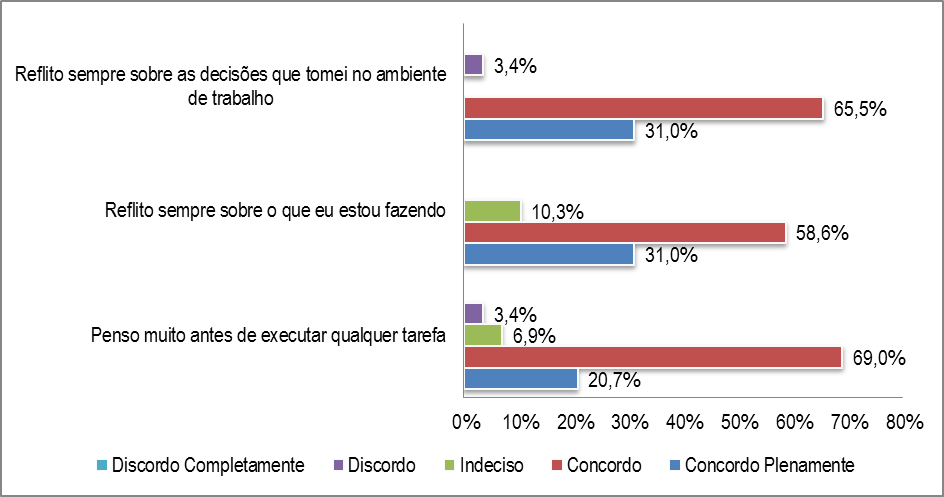 Reflito sempre sobre as decisões que tomei no ambiente
de trabalho
3,4%
65,5%
31,0%
Reflito sempre sobre o que eu estou fazendo
10,3%
58,6%
31,0%
Penso muito antes de executar qualquer tarefa
3,4%
6,9%
69,0%
20,7%
0% 10% 20% 30% 40% 50% 60% 70% 80%
Discordo Completamente Discordo Indeciso Concordo Concordo Plenamente